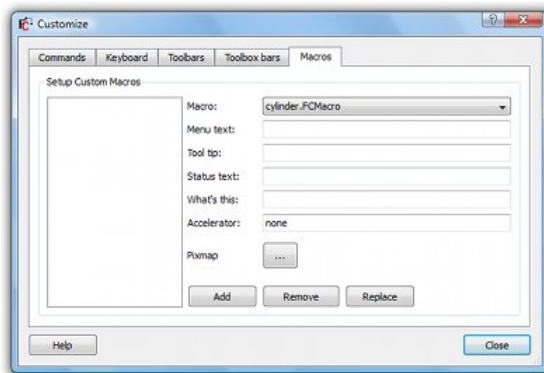 Customize
Commands Keyboard Toolbars Toolbox bars Macros
Setup Custom Macros
Macro: cylinder.FCMacro
Menu text:
Tool tip:
Status text:
What's this:
Accelerator: none
Pixmap ...
Add Remove Replace
Help Close